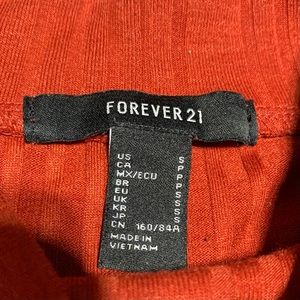 FOREVER 21
US S
CA P
MX/ECU P
BR P
EU S
UK S
KR S
JP S
CN 160/84A
MADE IN
VIETNAM